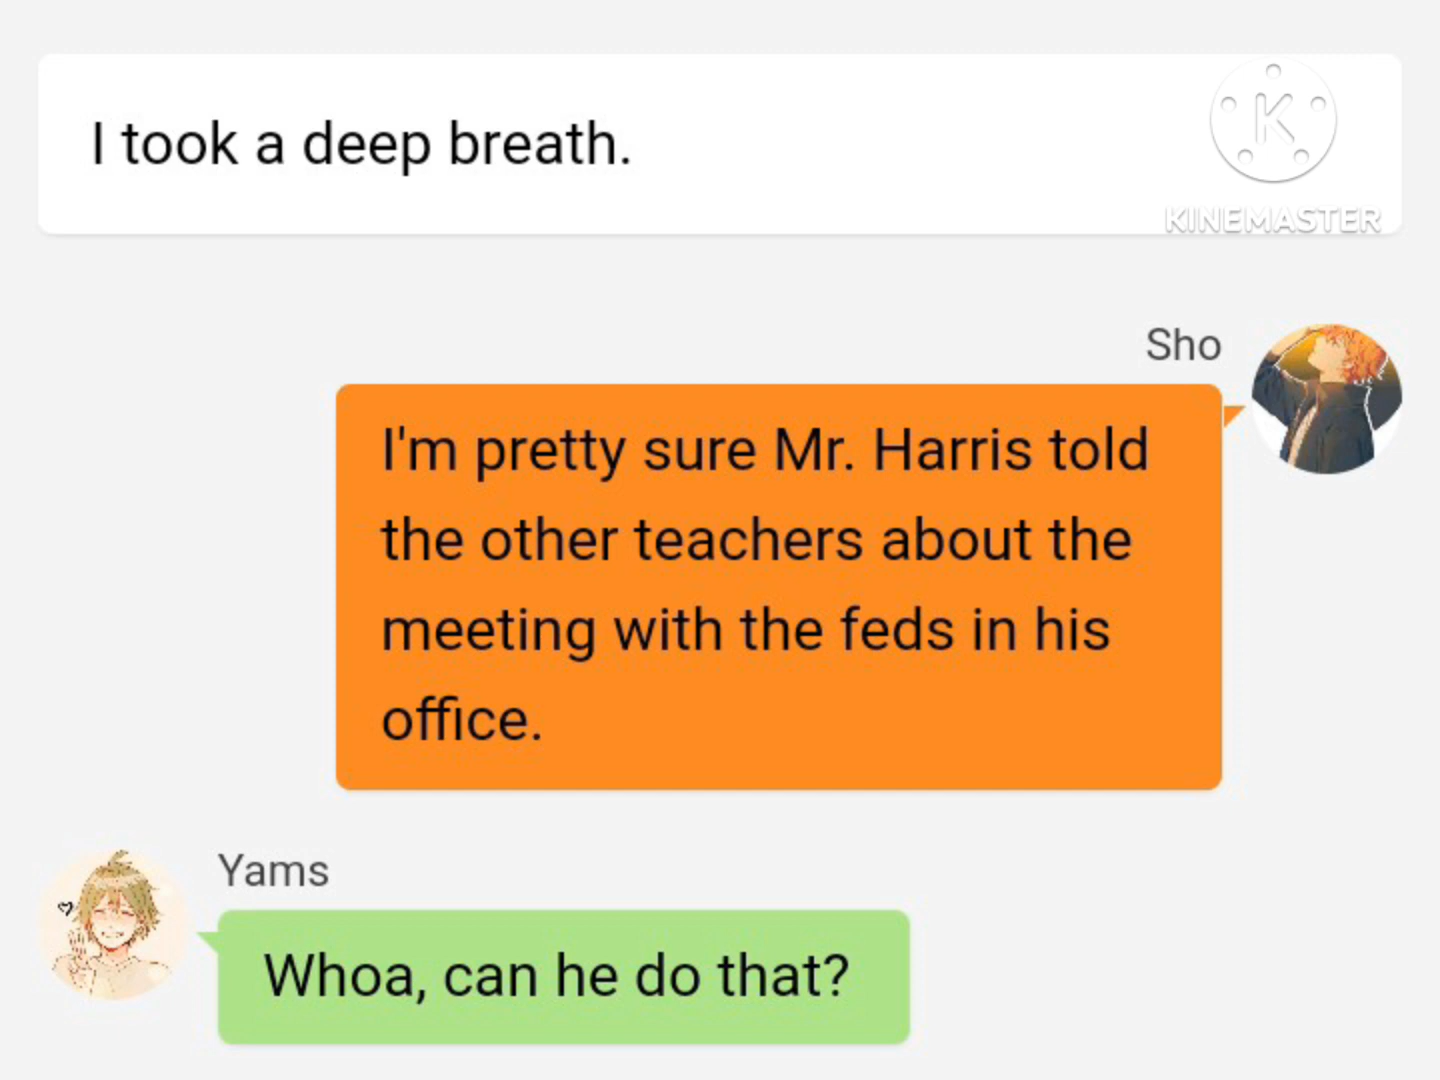 I took a deep breath.
K
KINEMASTER
Sho
I'm pretty sure Mr. Harris told
the other teachers about the
meeting with the feds in his
office.
Yams
Whoa, can he do that?